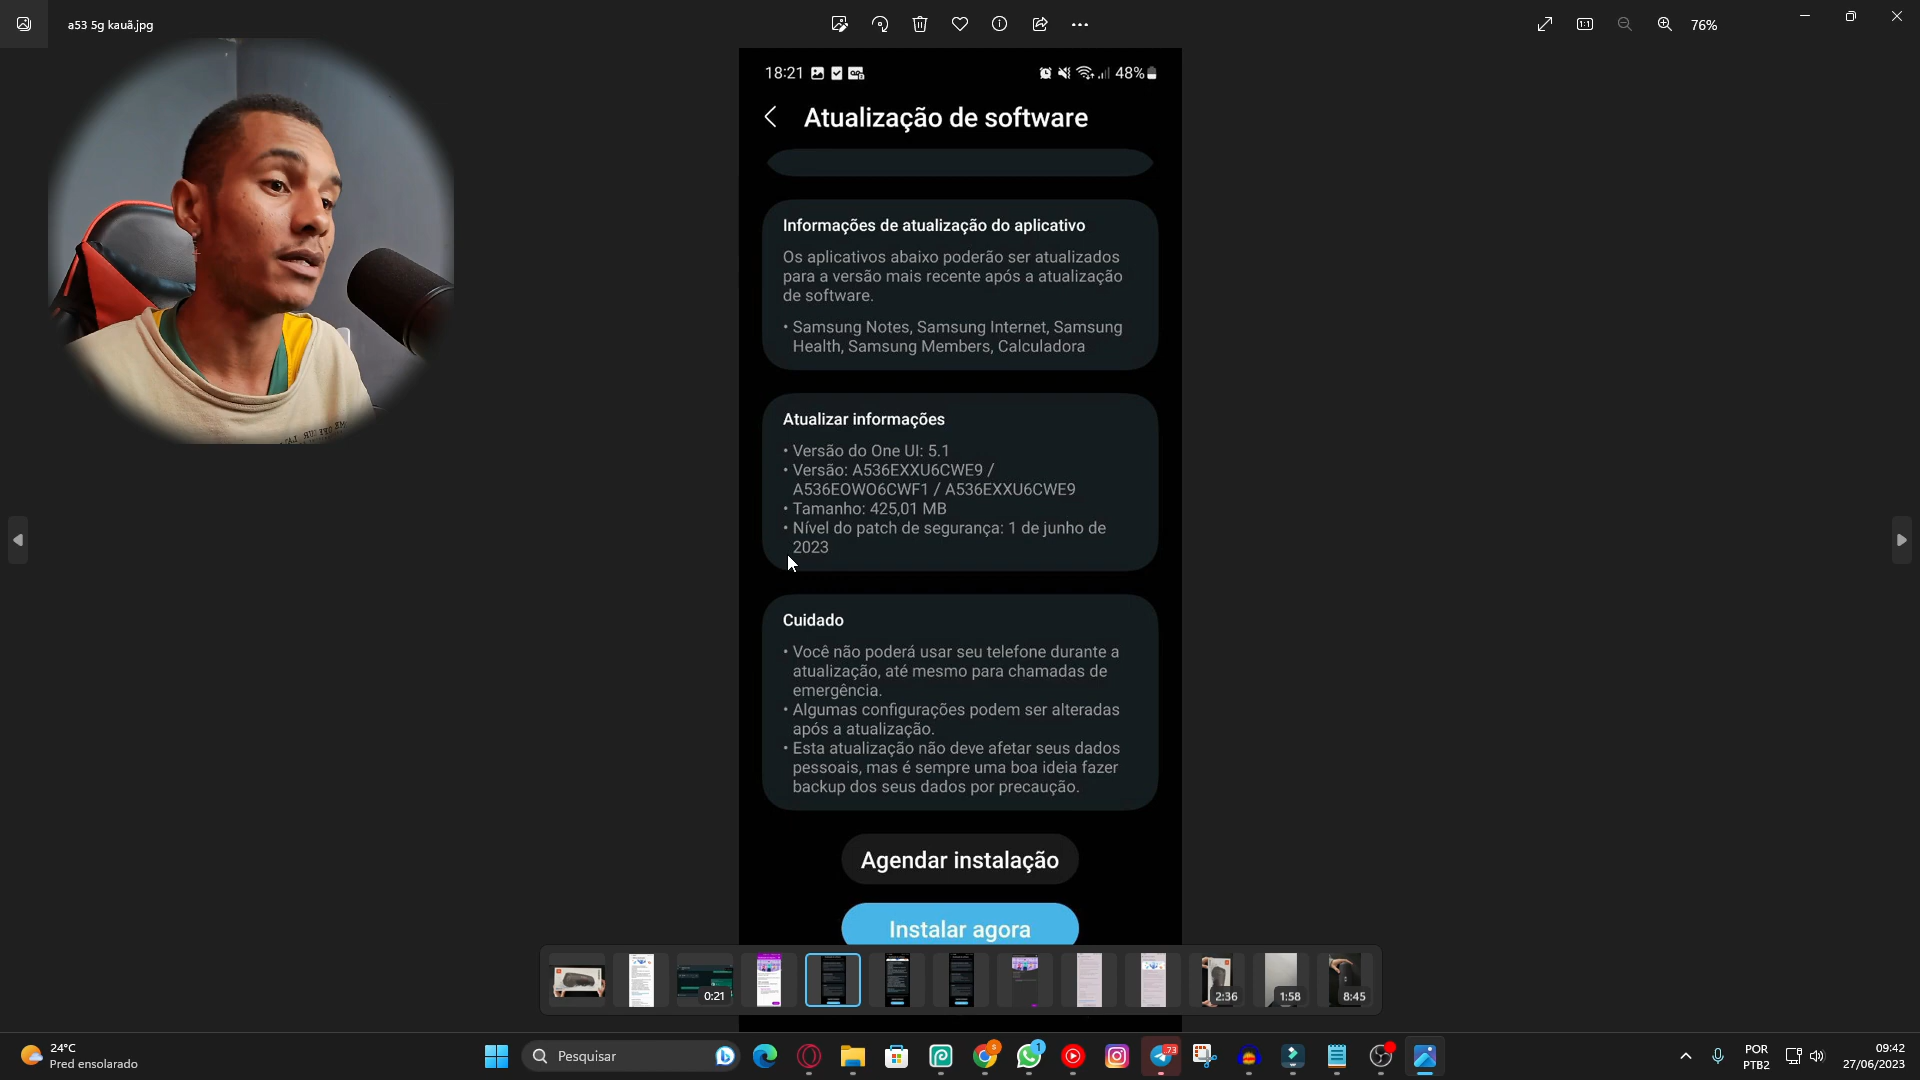 a53 5g kauã.jpg
76%
18:21
48%
Atualização de software
Informações de atualização do aplicativo
Os aplicativos abaixo poderão ser atualizados
para a versão mais recente após a atualização
de software.
• Samsung Notes, Samsung Internet, Samsung
Health, Samsung Members, Calculadora
Atualizar informações
• Versão do One UI: 5.1
• Versão: A536EXXU6CWE9 /
A536EOWO6CWF1 / A536EXXU6CWE9
• Tamanho: 425,01 MB
• Nível do patch de segurança: 1 de junho de
2023
Cuidado
• Você não poderá usar seu telefone durante a
atualização, até mesmo para chamadas de
emergência.
• Algumas configurações podem ser alteradas
após a atualização.
• Esta atualização não deve afetar seus dados
pessoais, mas é sempre uma boa ideia fazer
backup dos seus dados por precaução.
Agendar instalação
Instalar agora
0:21
2:36
1:58
8:45
24°C
Pred ensolarado
Pesquisar
1
73
POR
PTB2
09:42
27/06/2023